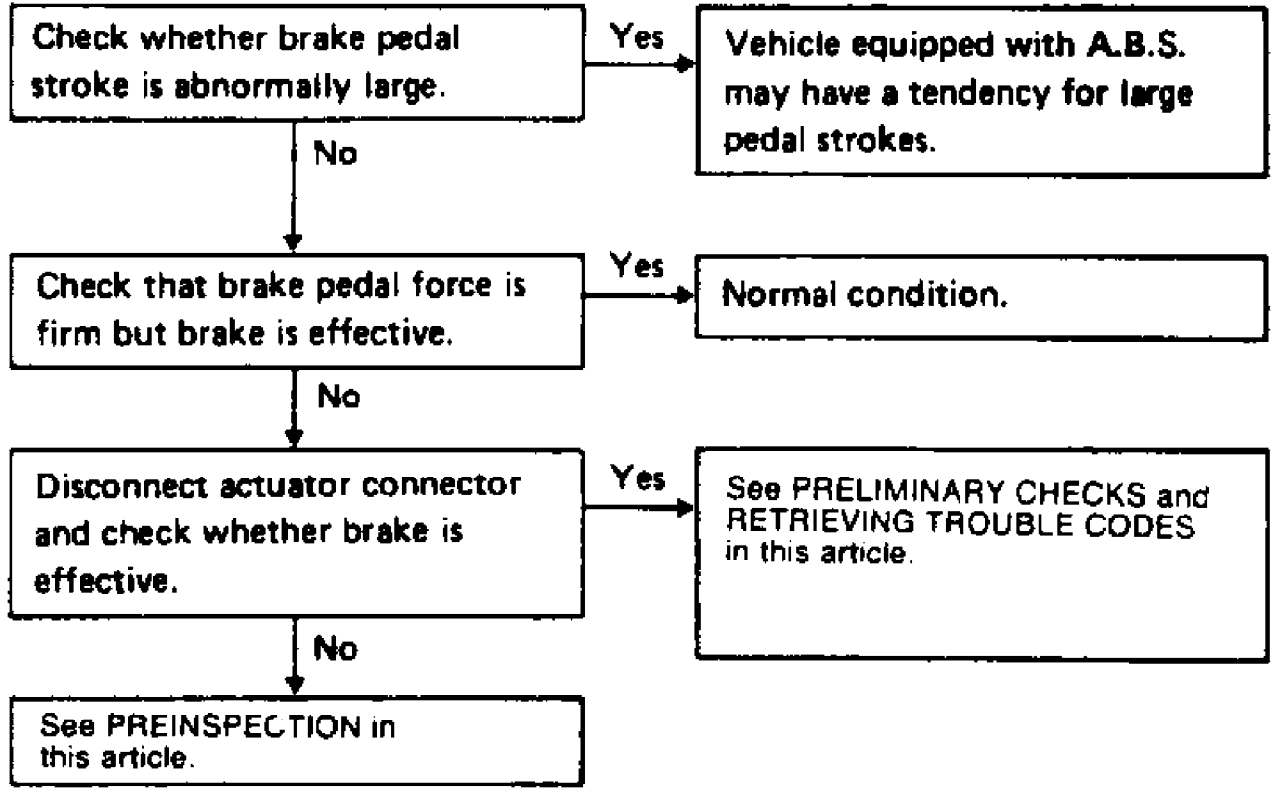 Check whether brake pedal
stroke is abnormally large.
Yes
Vehicle equipped with A.B.S.
may have a tendency for large
pedal strokes.
No
Check that brake pedal force is
firm but brake is effective.
Yes
Normal condition.
No
Disconnect actuator connector
and check whether brake is
effective.
Yes
See PRELIMINARY CHECKS and
RETRIEVING TROUBLE CODES
in this article.
No
See PREINSPECTION in
this article.